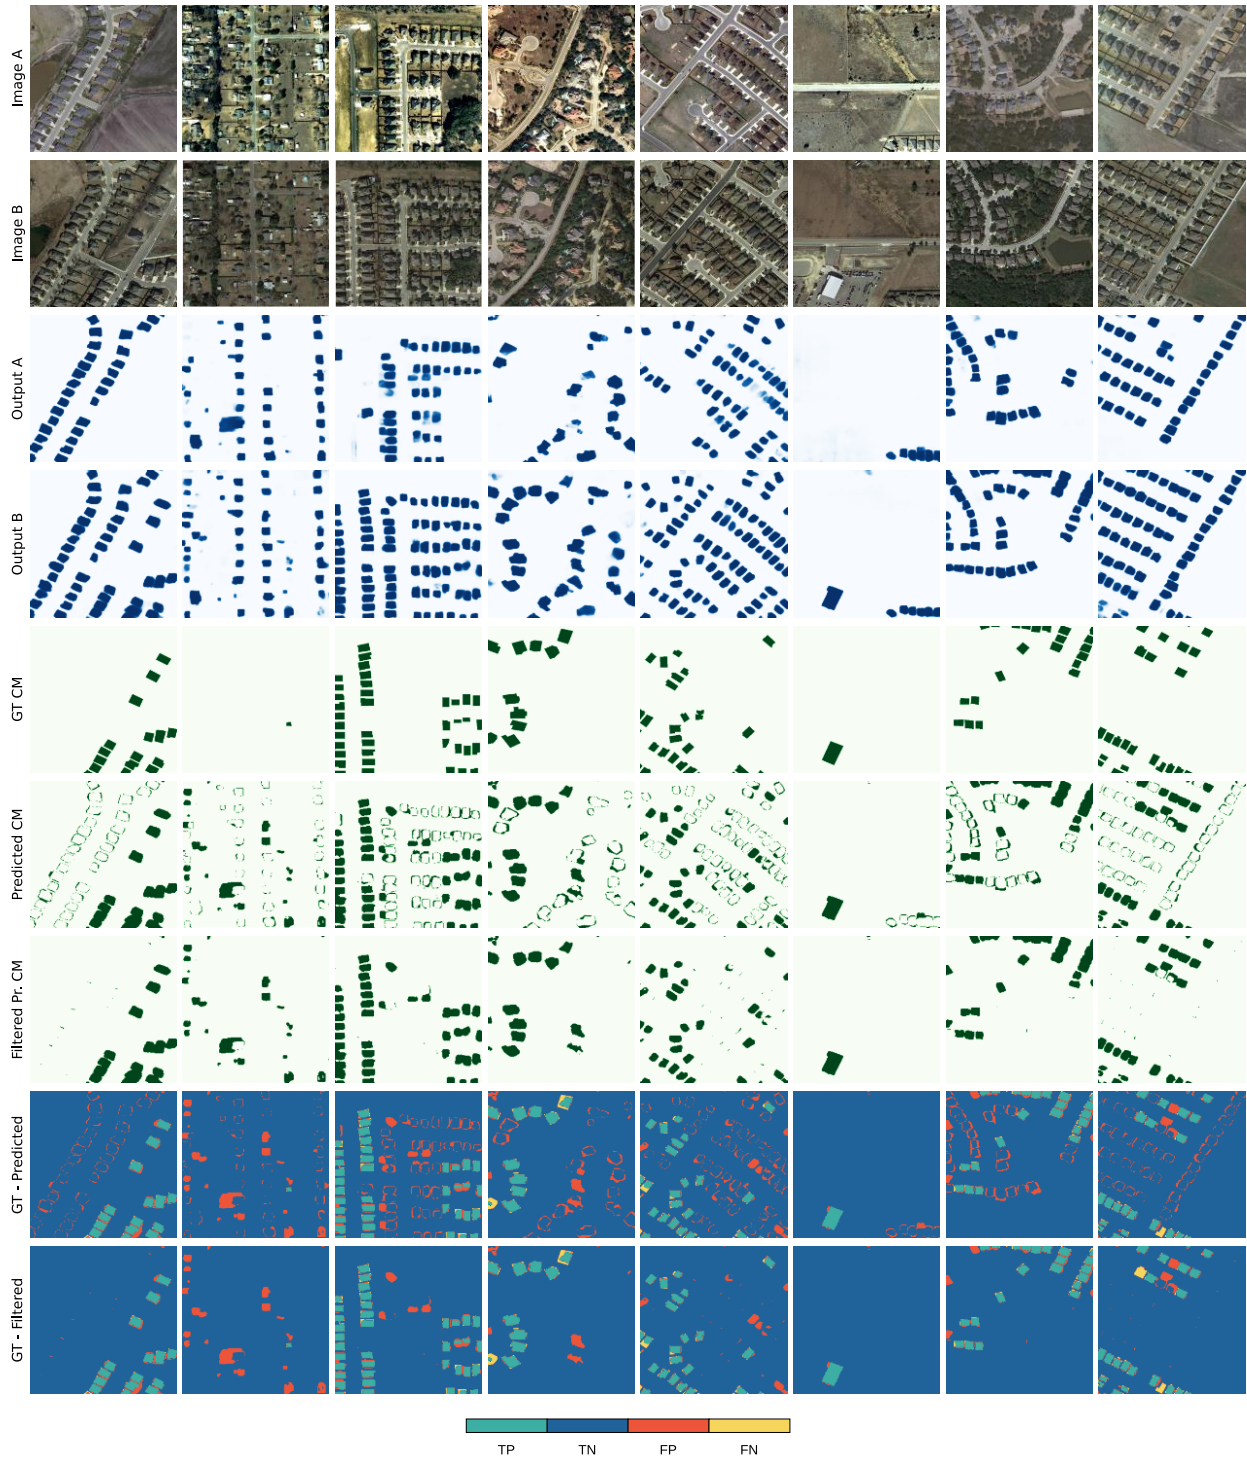 Image A
Image B
Output A
Output B
GT CM
Predicted CM
Filtered Pr. CM
GT - Predicted
GT - Filtered
TP TN FP FN